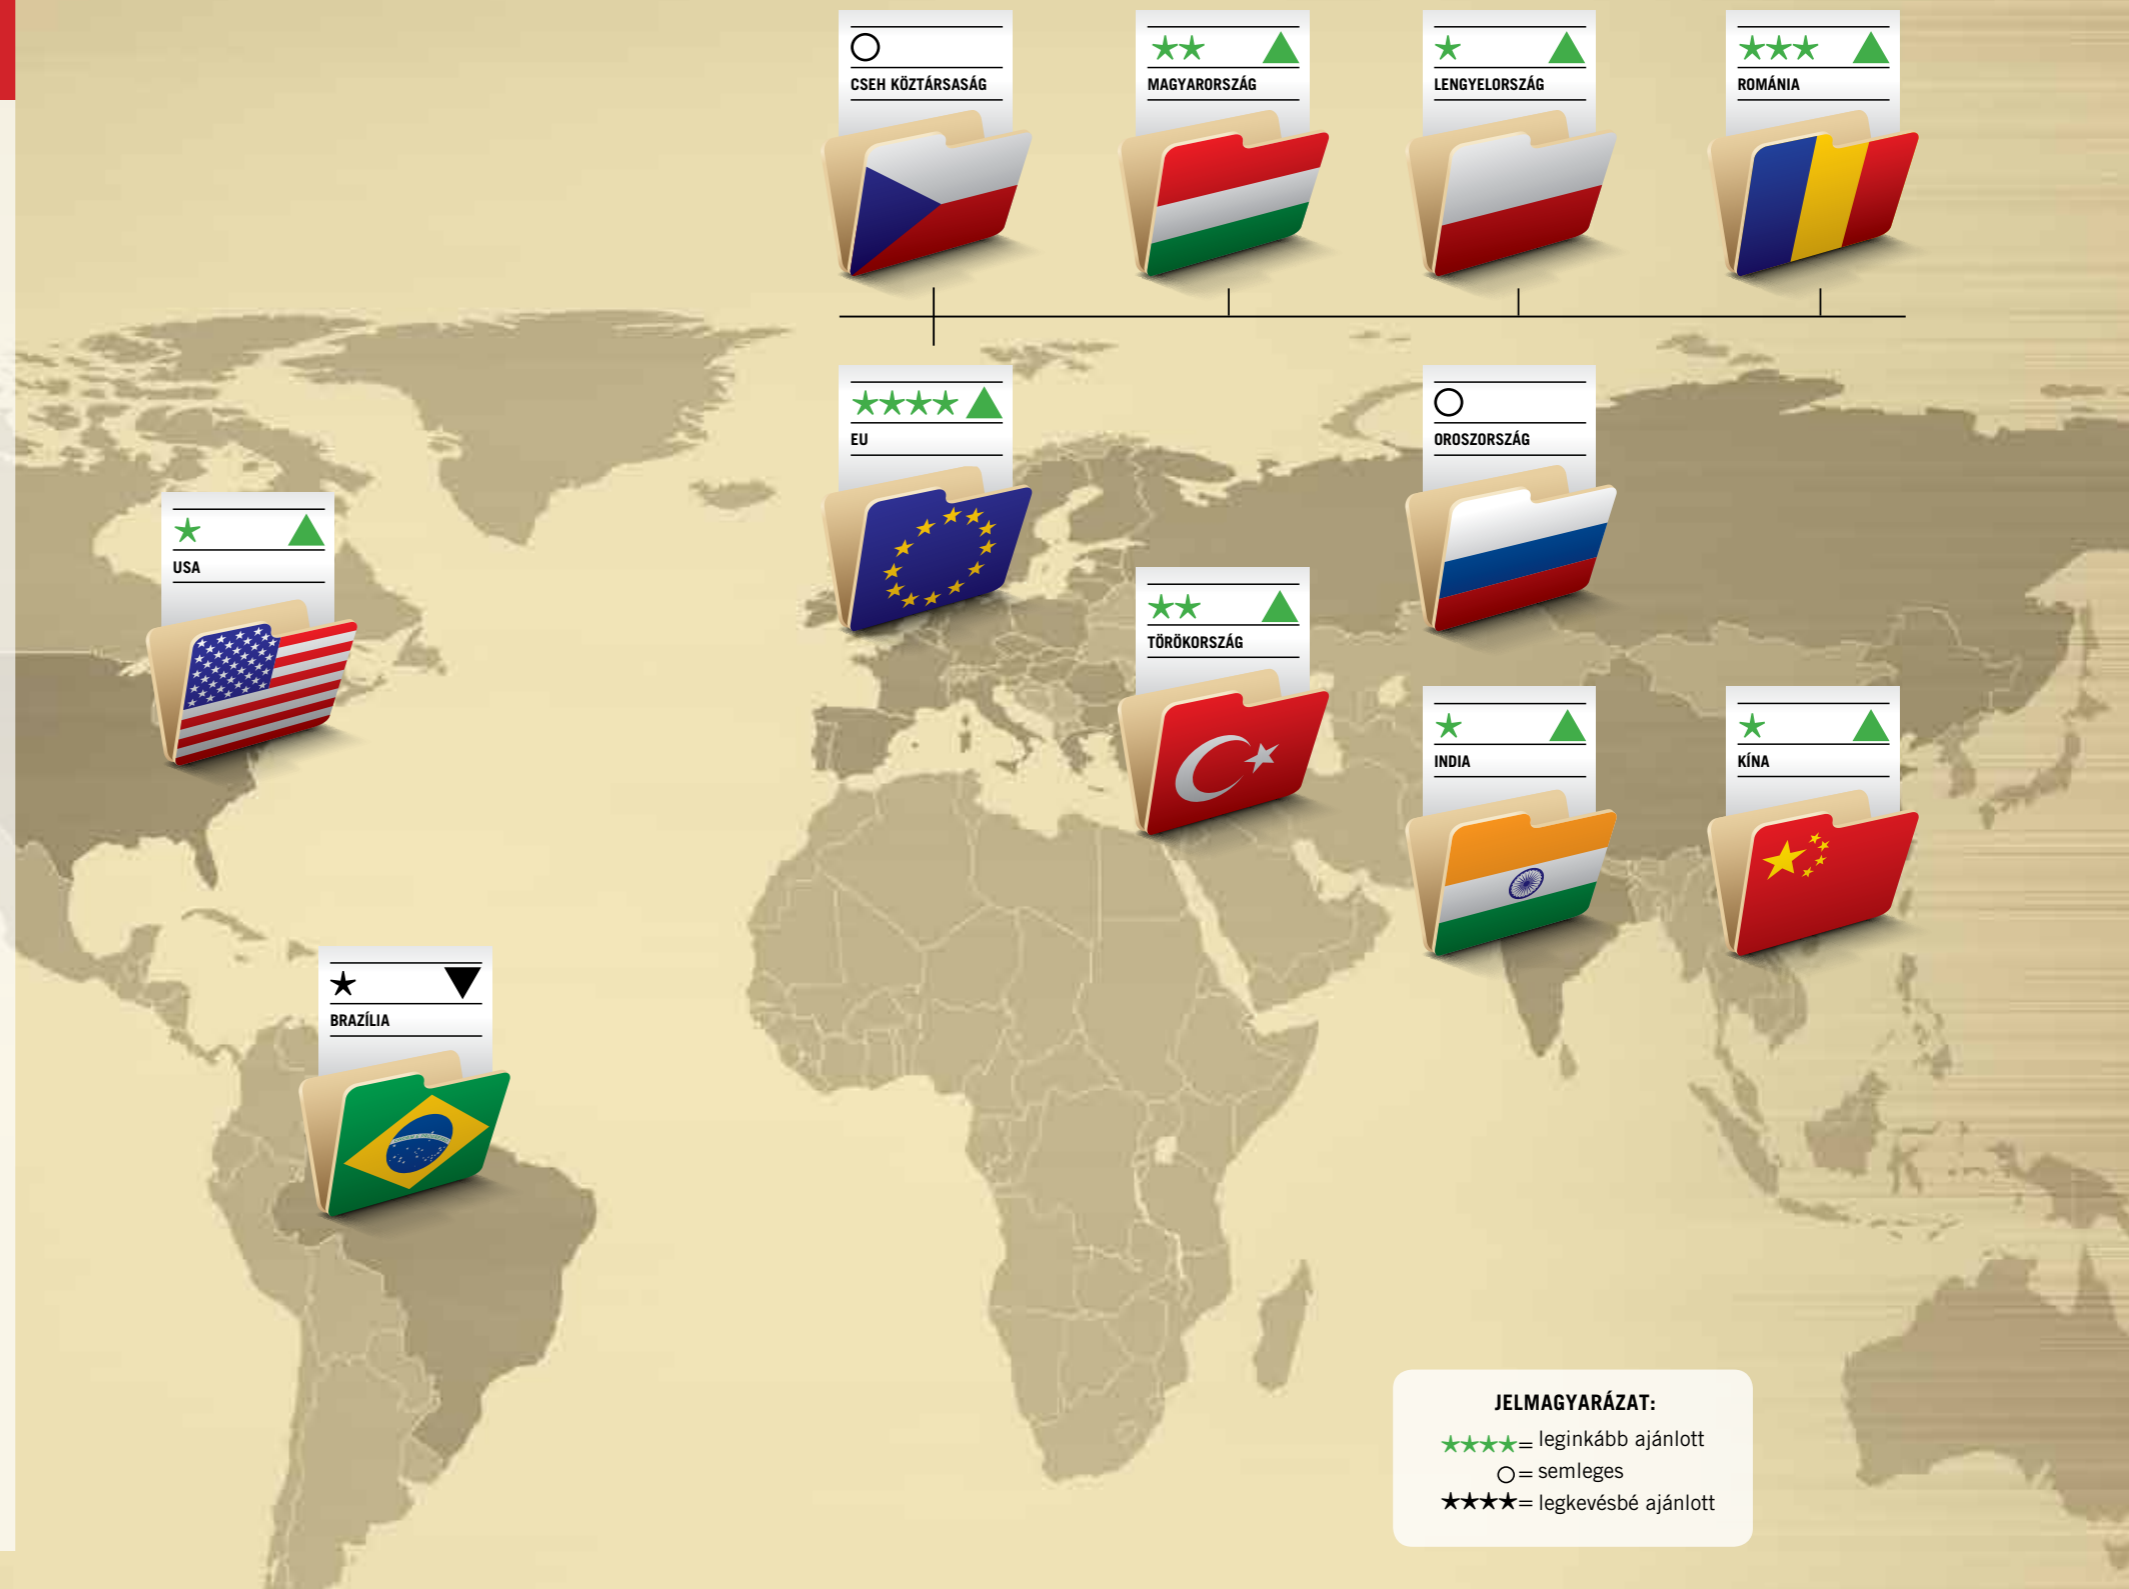 CSEH KÖZTÁRSASÁG
MAGYARORSZÁG
LENGYELORSZÁG
ROMÁNIA
EU
OROSZORSZÁG
USA
TÖRÖKORSZÁG
INDIA
KÍNA
BRAZÍLIA
JELMAGYARÁZAT:
★★★★= leginkább ajánlott
○= semleges
★★★★= legkevésbé ajánlott